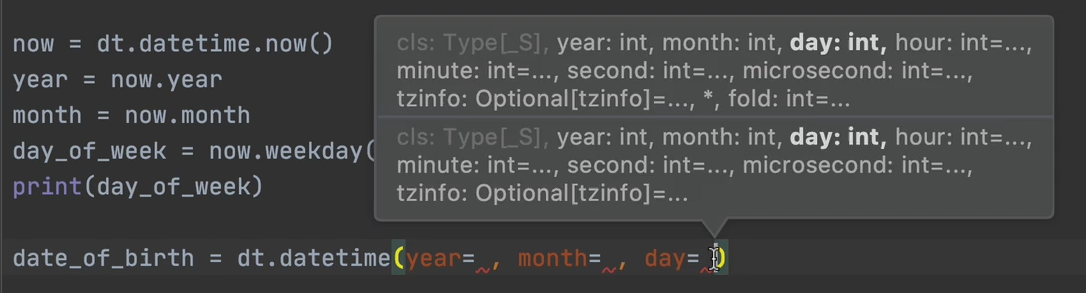 now = dt.datetime.now()
year = now.year
month = now.month
day_of_week = now.weekday(
print(day_of_week)
cls: Type[_S], year: int, month: int, day: int, hour: int=...,
minute: int=..., second: int=..., microsecond: int=...,
tzinfo: Optional[tzinfo]=..., *, fold: int=...
cls: Type[_S], year: int, month: int, day: int, hour: int=...,
minute: int=..., second: int=..., microsecond: int=...,
tzinfo: Optional[tzinfo]=...
date_of_birth = dt.datetime(year= , month= , day= )